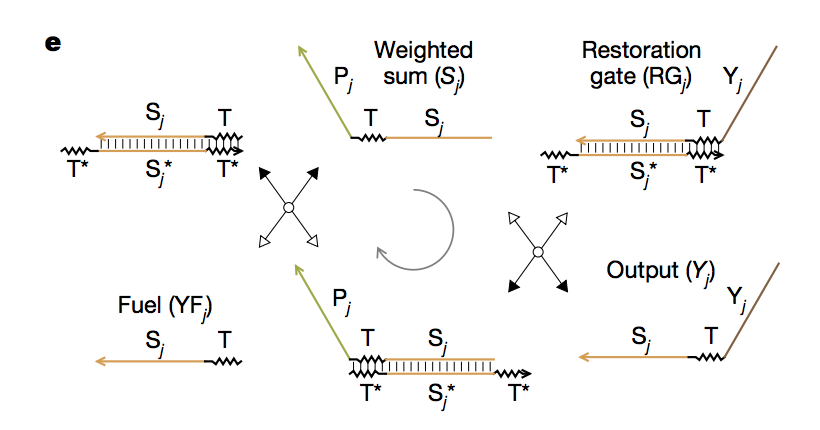 e
Weighted
sum (Sj)
Restoration
gate (RGj)
Pj
Yj
Sj
T
T
Sj
Sj
T
T*
Sj*
T*
T*
Sj*
T*
Fuel (YFj)
Output (Yj)
Pj
Yj
Sj
T
T
Sj
Sj
T
T*
Sj*
T*